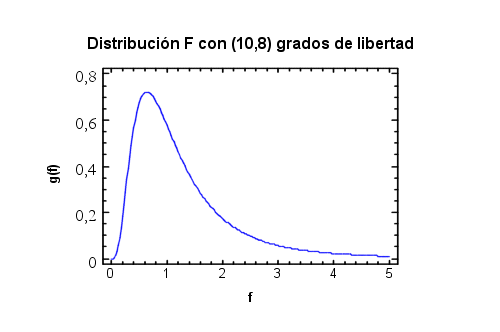 Distribución F con (10,8) grados de libertad
0,8
0,6
0,4
0,2
0
g(f)
0 1 2 3 4 5
f